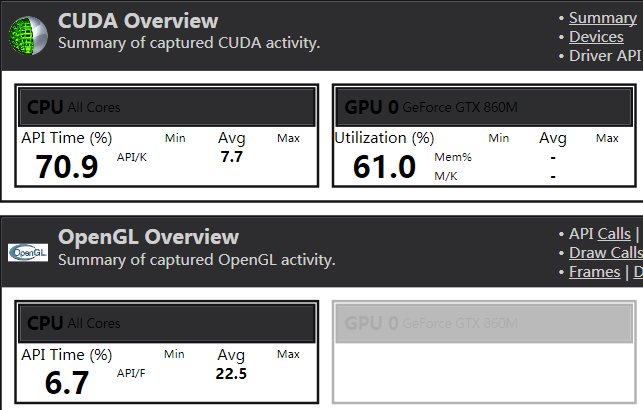 CUDA Overview
Summary of captured CUDA activity.
• Summary
• Devices
• Driver API
CPU All Cores
API Time (%) Min Avg Max
70.9 API/K 7.7
GPU 0 GeForce GTX 860M
Utilization (%) Min Avg Max
61.0 Mem% -
M/K -
OpenGL Overview
OpenGL
Summary of captured OpenGL activity.
• API Calls |
• Draw Calls
• Frames | D
CPU All Cores
API Time (%) Min Avg Max
6.7 API/F 22.5
GPU 0 GeForce GTX 860M